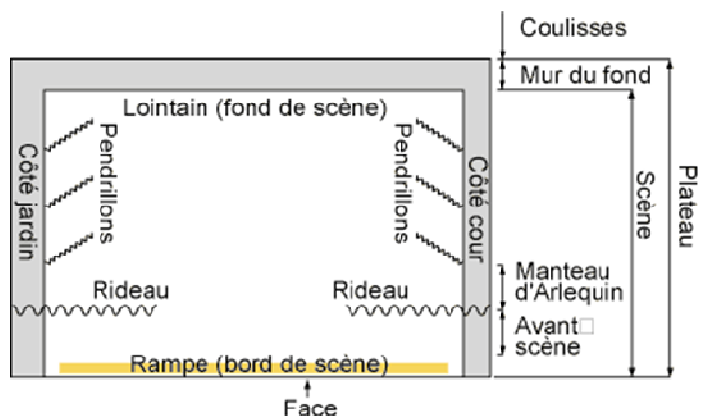 Coulisses
Mur du fond
Lointain (fond de scène)
Côté jardin
Pendrillons
Pendrillons
Côté cour
Scène
Plateau
Rideau
Rideau
Manteau
d'Arlequin
Avant□
scène
Rampe (bord de scène)
Face